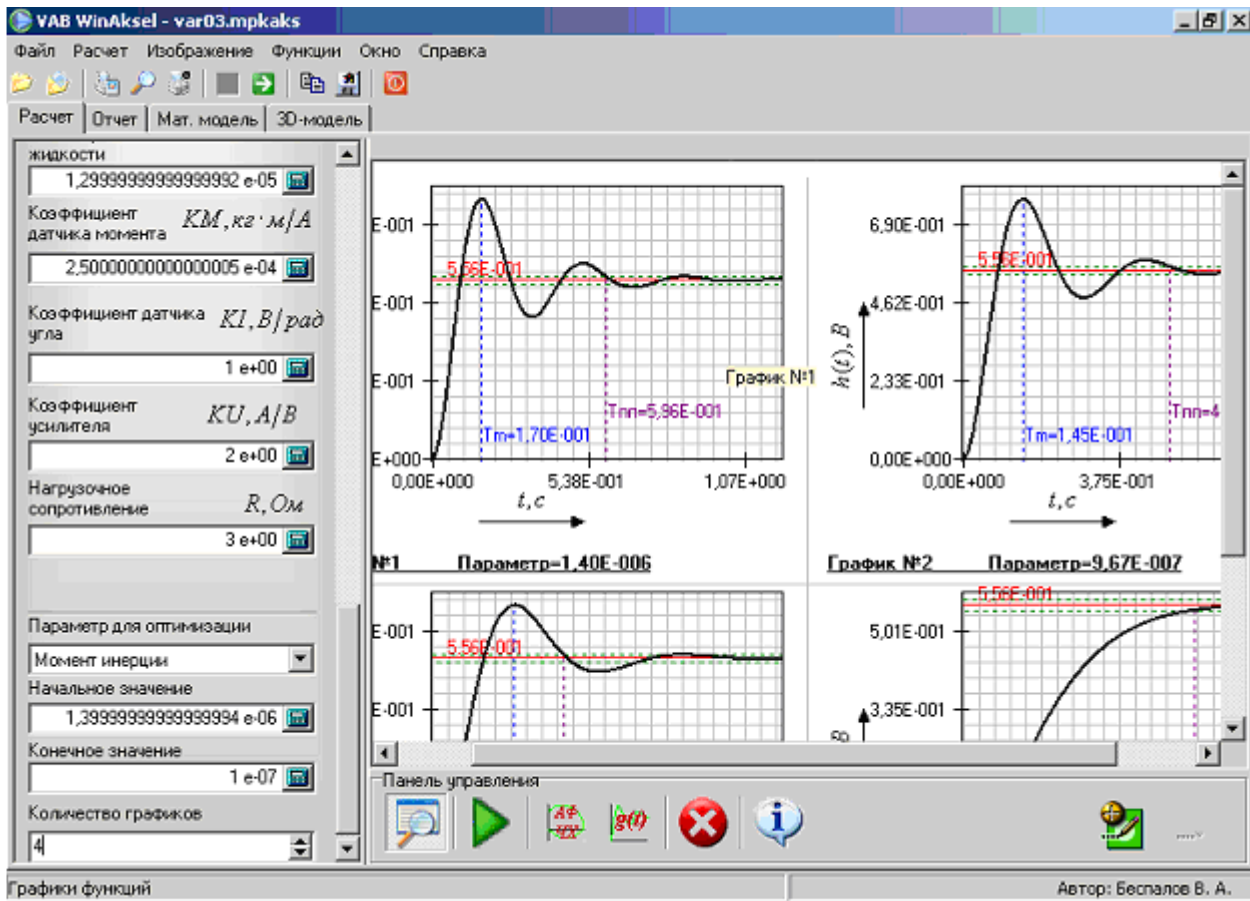 VAB WinAksel - var03.mpkaks
Файл Расчет Изображение Функции Окно Справка
Расчет Отчет Мат. модель 3D-модель
жидкости
1,29999999999999992 e-05
Коэффициент
датчика момента KM, кг·м/А
2,50000000000000005 e-04
Коэффициент датчика
угла K1, В/рад
1 e+00
Коэффициент
усилителя KU, А/В
2 e+00
Нагрузочное
сопротивление R, Ом
3 e+00
Параметр для оптимизации
Момент инерции
Начальное значение
1,39999999999999994 e-06
Конечное значение
1 e-07
Количество графиков
4
E-001
5,56E-001
E-001
E-001
Tпп=5,96E-001
Tm=1,70E-001
E+000
0,00E+000 5,38E-001 1,07E+000
t, c
График №1
№1 Параметр=1,40E-006
6,90E-001
5,56E-001
4,62E-001
h(t), В
2,33E-001
Tпп=4
Tm=1,45E-001
0,00E+000
0,00E+000 3,75E-001
t, c
График №2 Параметр=9,67E-007
E-001
5,56E-001
E-001
5,56E-001
5,01E-001
3,35E-001
Панель управления
АФ
ЧХ
g(t)
Графики функций
Автор: Беспалов В. А.